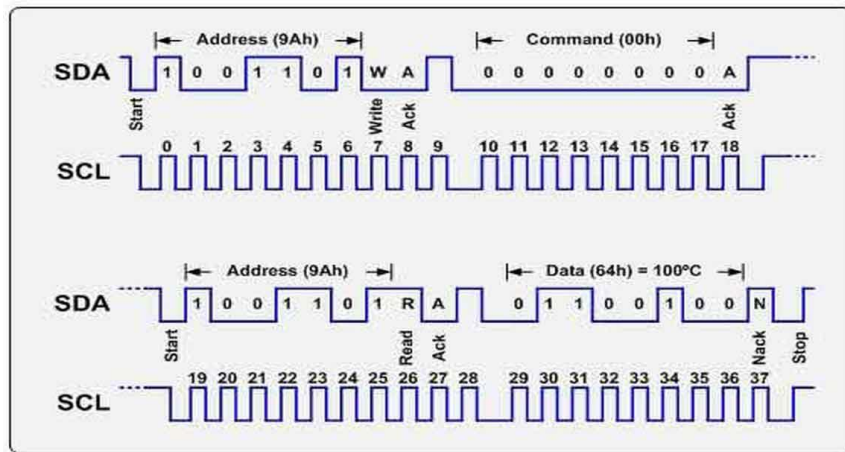 Address (9Ah) Command (00h)
SDA 1 0 0 1 1 0 1 W A 0 0 0 0 0 0 0 0 A
Start Write Ack Ack
0 1 2 3 4 5 6 7 8 9 10 11 12 13 14 15 16 17 18
SCL
Address (9Ah) Data (64h) = 100ºC
SDA 1 0 0 1 1 0 1 R A 0 1 1 0 0 1 0 0 N
Start Read Ack Nack Stop
19 20 21 22 23 24 25 26 27 28 29 30 31 32 33 34 35 36 37
SCL